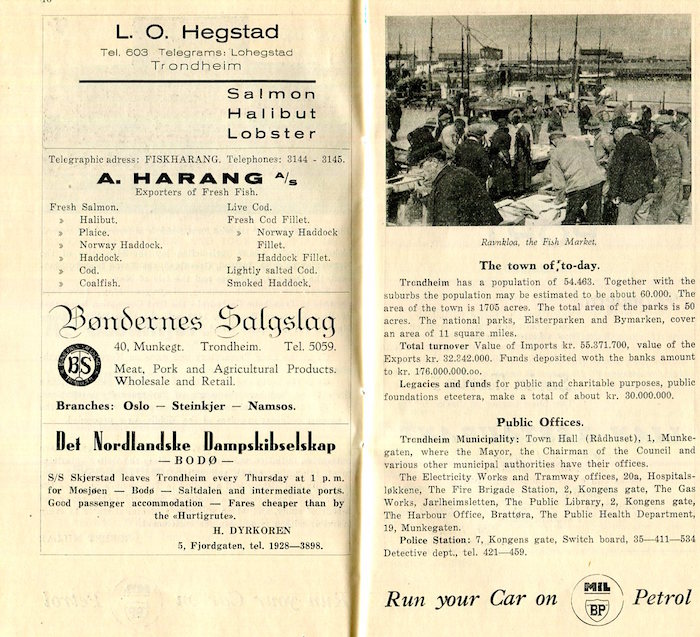 L. O. Hegstad
Tel. 603 Telegrams: Lohegstad
Trondheim
Salmon
Halibut
Lobster
Telegraphic adress: FISKHARANG. Telephones: 3144 - 3145.
A. HARANG A/s
Exporters of Fresh Fish.
Fresh Salmon.
» Halibut.
» Plaice.
» Norway Haddock.
» Haddock.
» Cod.
» Coalfish.
Live Cod.
Fresh Cod Fillet.
» Norway Haddock
Fillet.
» Haddock Fillet.
Lightly salted Cod.
Smoked Haddock.
Bøndernes Salgslag
40, Munkegt. Trondheim. Tel. 5059.
BS
Meat, Pork and Agricultural Products.
Wholesale and Retail.
Branches: Oslo — Steinkjer — Namsos.
Det Nordlandske Dampskibselskap
— BODØ —
S/S Skjerstad leaves Trondheim every Thursday at 1 p. m.
for Mosjøen — Bodø — Saltdalen and intermediate ports.
Good passenger accommodation — Fares cheaper than by
the «Hurtigrute».
H. DYRKOREN
5, Fjordgaten, tel. 1928—3898.
Ravnkloa, the Fish Market.
The town of to-day.
Trondheim has a population of 54.463. Together with the
suburbs the population may be estimated to be about 60.000. The
area of the town is 1705 acres. The total area of the parks is 50
acres. The national parks, Elsterparken and Bymarken, cover
an area of 11 square miles.
Total turnover Value of Imports kr. 55.371.700, value of the
Exports kr. 32.342.000. Funds deposited woth the banks amount
to kr. 176.000.000.oo.
Legacies and funds for public and charitable purposes, public
foundations etcetera, make a total of about kr. 30.000.000.
Public Offices.
Trondheim Municipality: Town Hall (Rådhuset), 1, Munke-
gaten, where the Mayor, the Chairman of the Council and
various other municipal authorities have their offices.
The Electricity Works and Tramway offices, 20a, Hospitals-
løkkene, The Fire Brigade Station, 2, Kongens gate, The Gas
Works, Jarlheimsletten, The Public Library, 2, Kongens gate,
The Harbour Office, Brattøra, The Public Health Department,
19, Munkegaten.
Police Station: 7, Kongens gate, Switch board, 35—411—534
Detective dept., tel. 421—459.
Run your Car on MIL BP Petrol